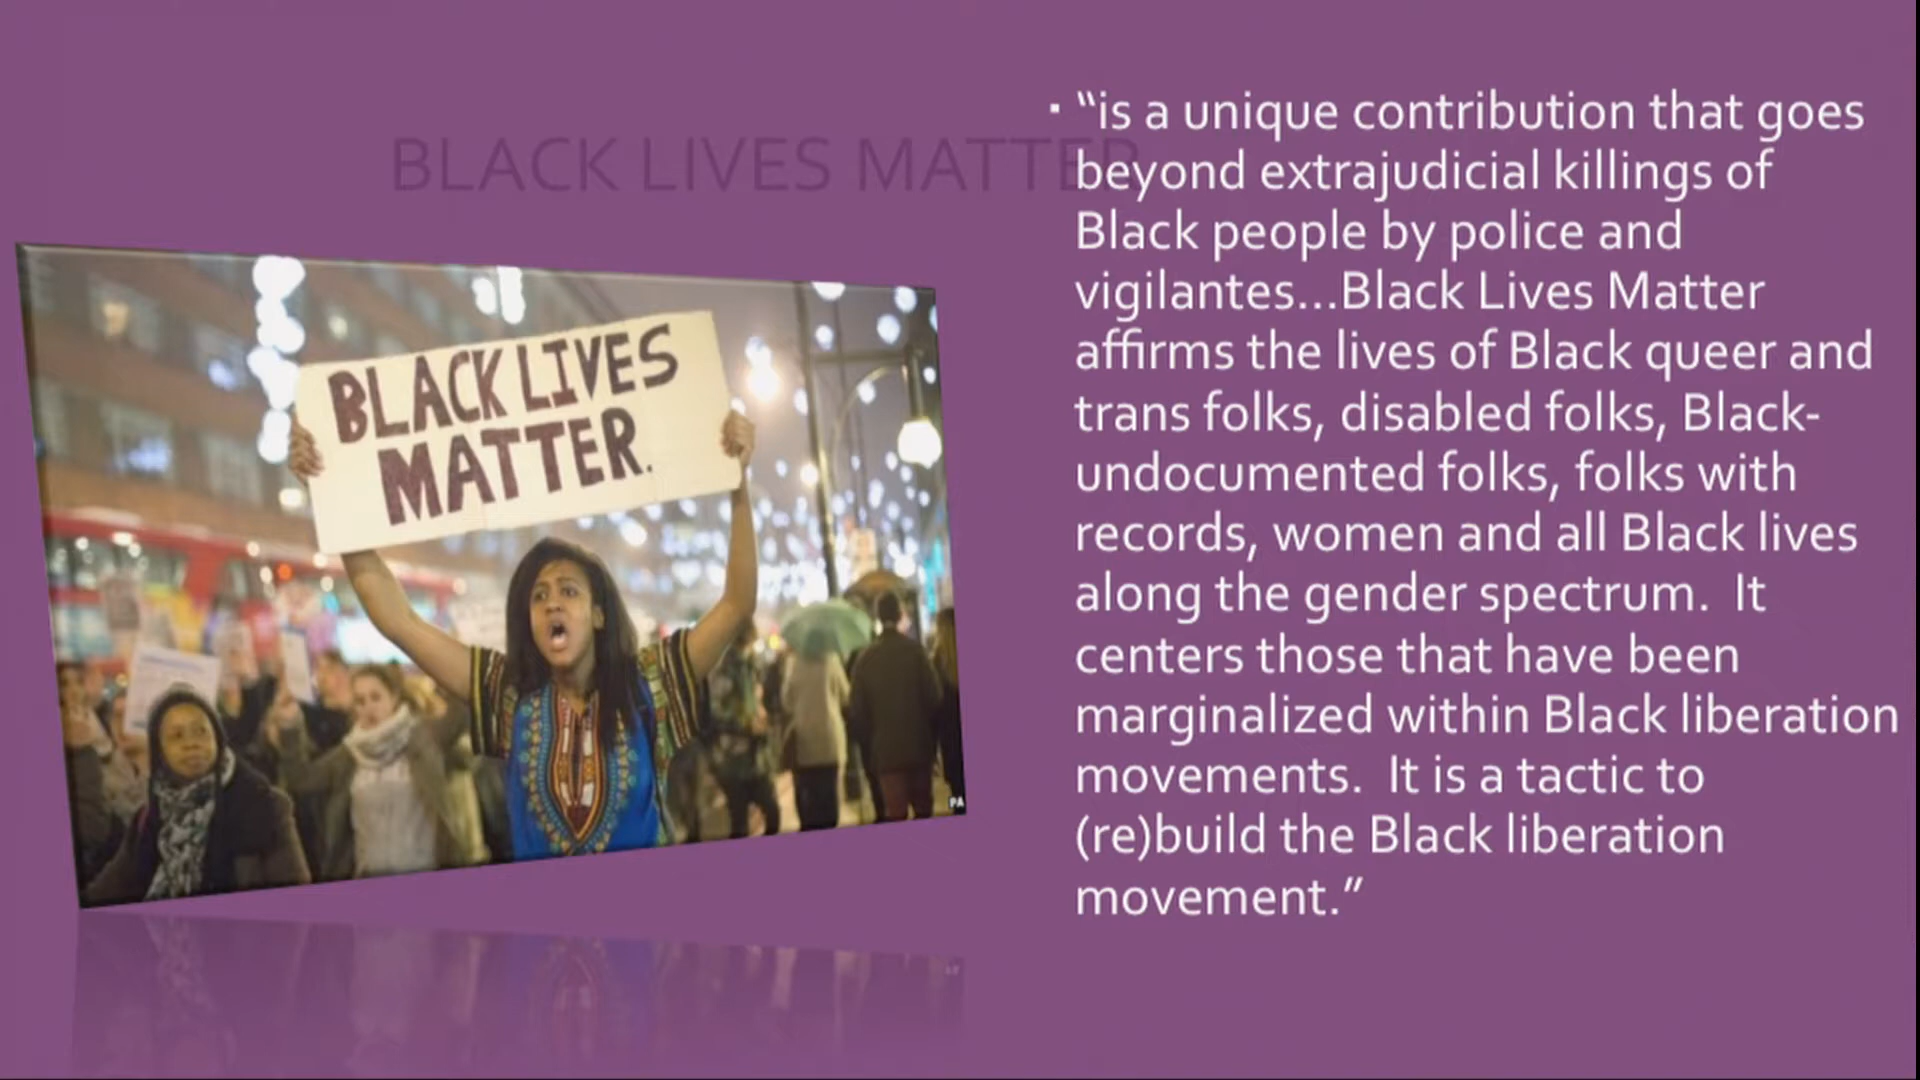 BLACK LIVES MATTER
BLACK LIVES
MATTER.
PA
▪ “is a unique contribution that goes
beyond extrajudicial killings of
Black people by police and
vigilantes…Black Lives Matter
affirms the lives of Black queer and
trans folks, disabled folks, Black-
undocumented folks, folks with
records, women and all Black lives
along the gender spectrum.  It
centers those that have been
marginalized within Black liberation
movements.  It is a tactic to
(re)build the Black liberation
movement.”